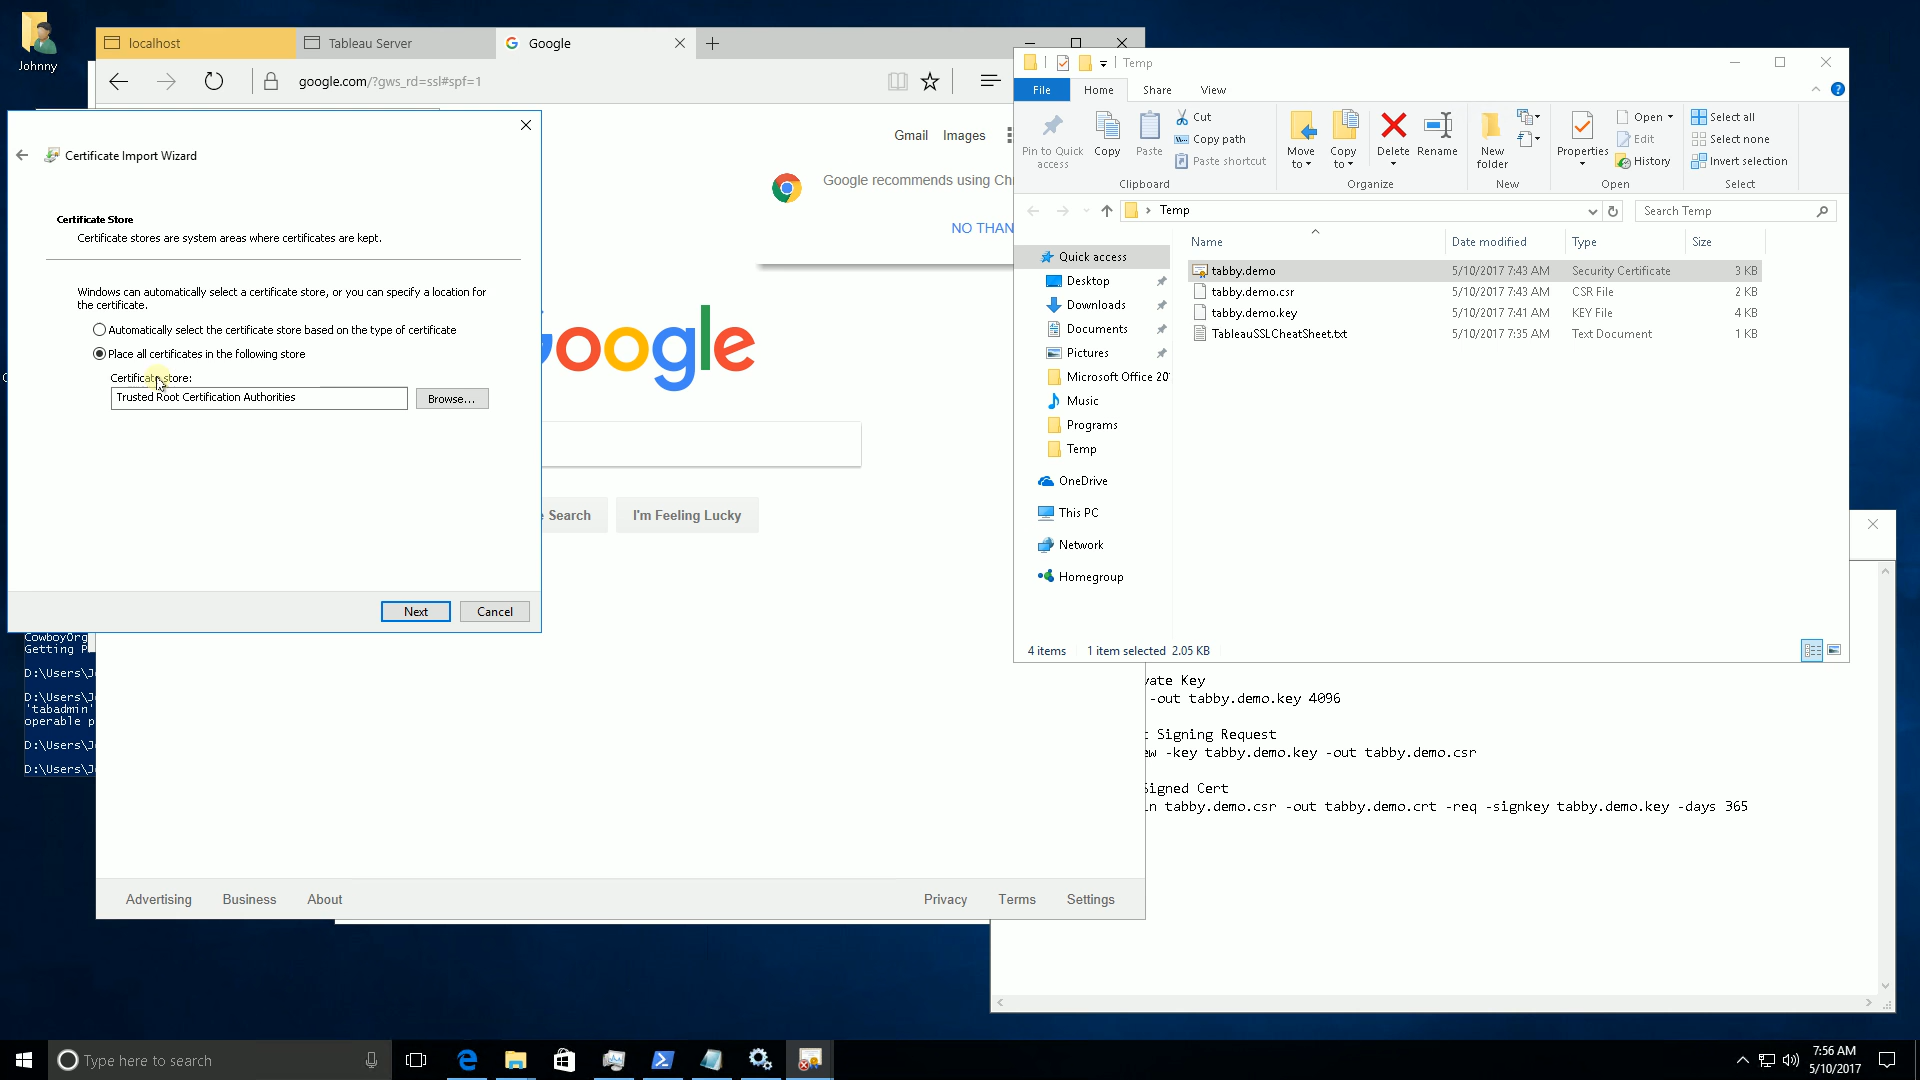 Johnny
localhost
Tableau Server
Google
google.com/?gws_rd=ssl#spf=1
Gmail
Images
Google recommends using Ch
NO THAN
Google
e Search
I'm Feeling Lucky
Advertising
Business
About
Privacy
Terms
Settings
Certificate Import Wizard
Certificate Store
Certificate stores are system areas where certificates are kept.
Windows can automatically select a certificate store, or you can specify a location for
the certificate.
Automatically select the certificate store based on the type of certificate
Place all certificates in the following store
Certificate store:
Trusted Root Certification Authorities
Browse...
Next
Cancel
CowboyOrg
Getting P
D:\Users\J
D:\Users\J
'tabadmin'
operable p
D:\Users\J
D:\Users\J
Temp
File
Home
Share
View
Pin to Quick
access
Copy
Paste
Cut
Copy path
Paste shortcut
Clipboard
Move
to
Copy
to
Delete
Rename
Organize
New
folder
New
Properties
Open
Edit
History
Open
Select all
Select none
Invert selection
Select
Temp
Search Temp
Name
Date modified
Type
Size
tabby.demo 5/10/2017 7:43 AM Security Certificate 3 KB
tabby.demo.csr 5/10/2017 7:43 AM CSR File 2 KB
tabby.demo.key 5/10/2017 7:41 AM KEY File 4 KB
TableauSSLCheatSheet.txt 5/10/2017 7:35 AM Text Document 1 KB
Quick access
Desktop
Downloads
Documents
Pictures
Microsoft Office 20
Music
Programs
Temp
OneDrive
This PC
Network
Homegroup
4 items
1 item selected 2.05 KB
vate Key
-out tabby.demo.key 4096
t Signing Request
ew -key tabby.demo.key -out tabby.demo.csr
Signed Cert
in tabby.demo.csr -out tabby.demo.crt -req -signkey tabby.demo.key -days 365
Type here to search
7:56 AM
5/10/2017